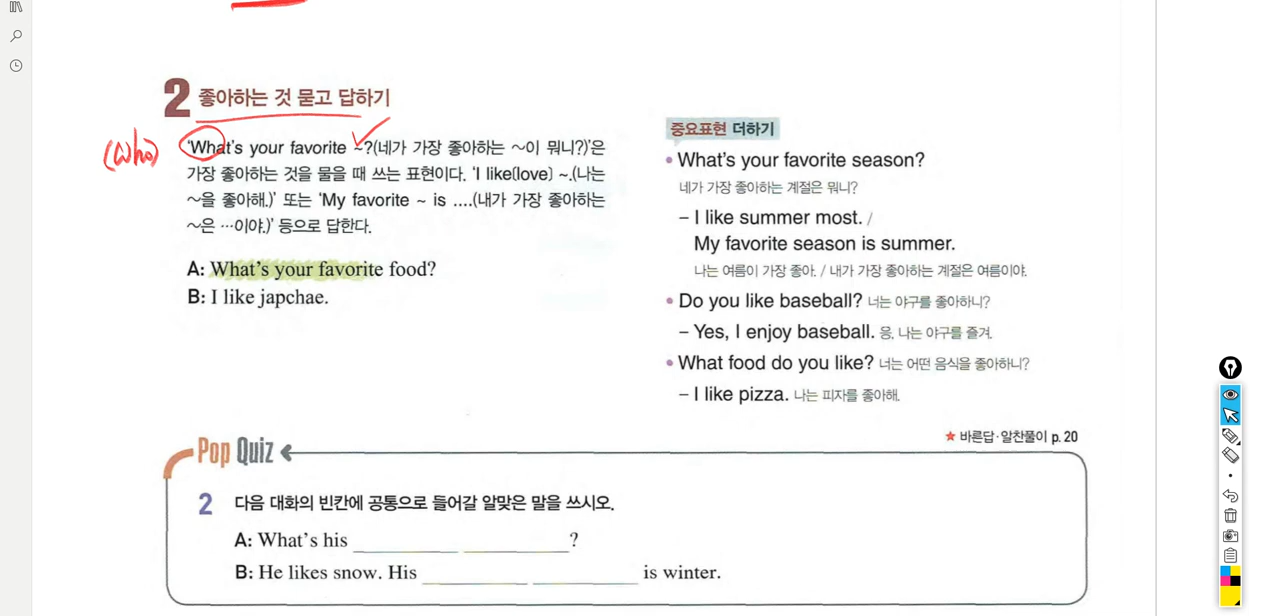 2 좋아하는 것 묻고 답하기
(Who)
‘What’s your favorite ~?(네가 가장 좋아하는 ～이 뭐니?)’은
가장 좋아하는 것을 물을 때 쓰는 표현이다. ‘I like(love) ~.(나는
～을 좋아해.)’ 또는 ‘My favorite ~ is ....(내가 가장 좋아하는
～은 …이야.)’ 등으로 답한다.
A: What’s your favorite food?
B: I like japchae.
중요표현 더하기
• What’s your favorite season?
네가 가장 좋아하는 계절은 뭐니?
– I like summer most. /
My favorite season is summer.
나는 여름이 가장 좋아. / 내가 가장 좋아하는 계절은 여름이야.
• Do you like baseball? 너는 야구를 좋아하니?
– Yes, I enjoy baseball. 응, 나는 야구를 즐겨.
• What food do you like? 너는 어떤 음식을 좋아하니?
– I like pizza. 나는 피자를 좋아해.
★ 바른답·알찬풀이 p. 20
Pop Quiz
2 다음 대화의 빈칸에 공통으로 들어갈 알맞은 말을 쓰시오.
A: What’s his ________ ________?
B: He likes snow. His ________ ________ is winter.